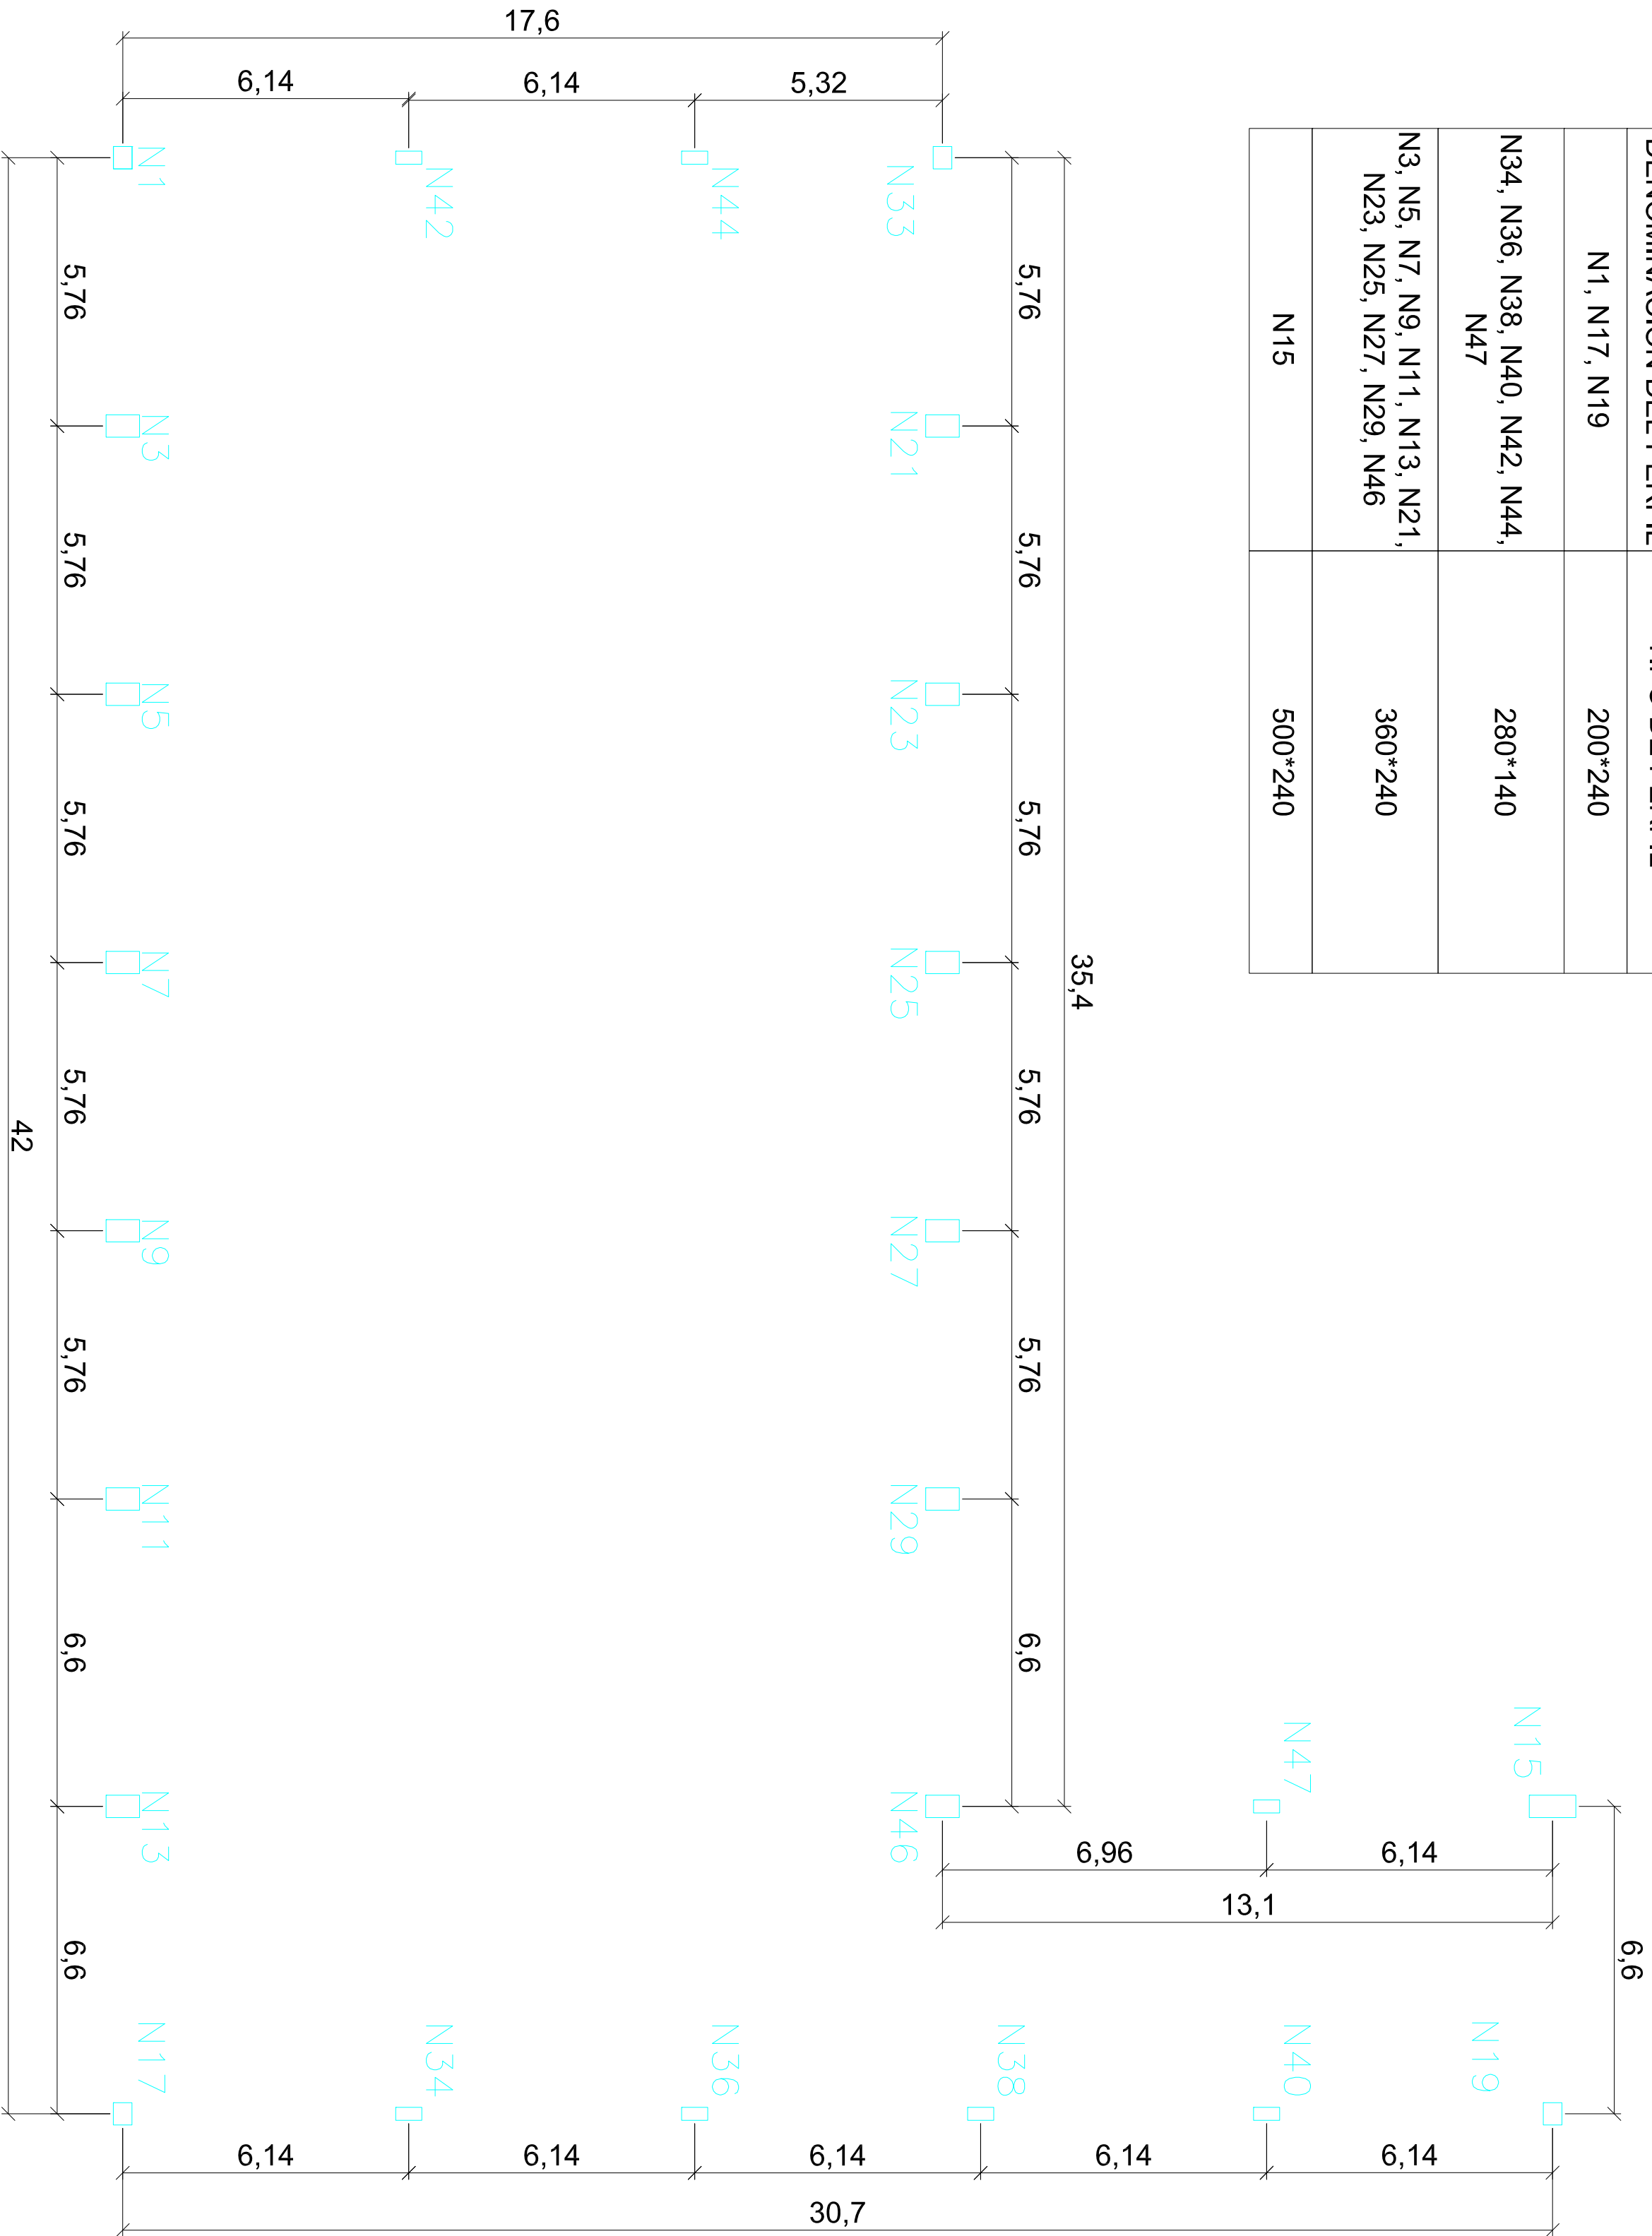 17,6
6,14
6,14
5,32
N1
N42
N44
N33
5,76
5,76
N3
N21
5,76
5,76
N5
N23
5,76
5,76
N7
N25
35,4
5,76
5,76
42
N9
N27
5,76
5,76
N11
N29
6,6
6,6
N13
N46
N47
N15
6,96
6,14
13,1
6,6
6,6
N17
N34
N36
N38
N40
N19
6,14
6,14
6,14
6,14
6,14
30,7
N1, N17, N19
200*240
N34, N36, N38, N40, N42, N44,
N47
280*140
N3, N5, N7, N9, N11, N13, N21,
N23, N25, N27, N29, N46
360*240
N15
500*240